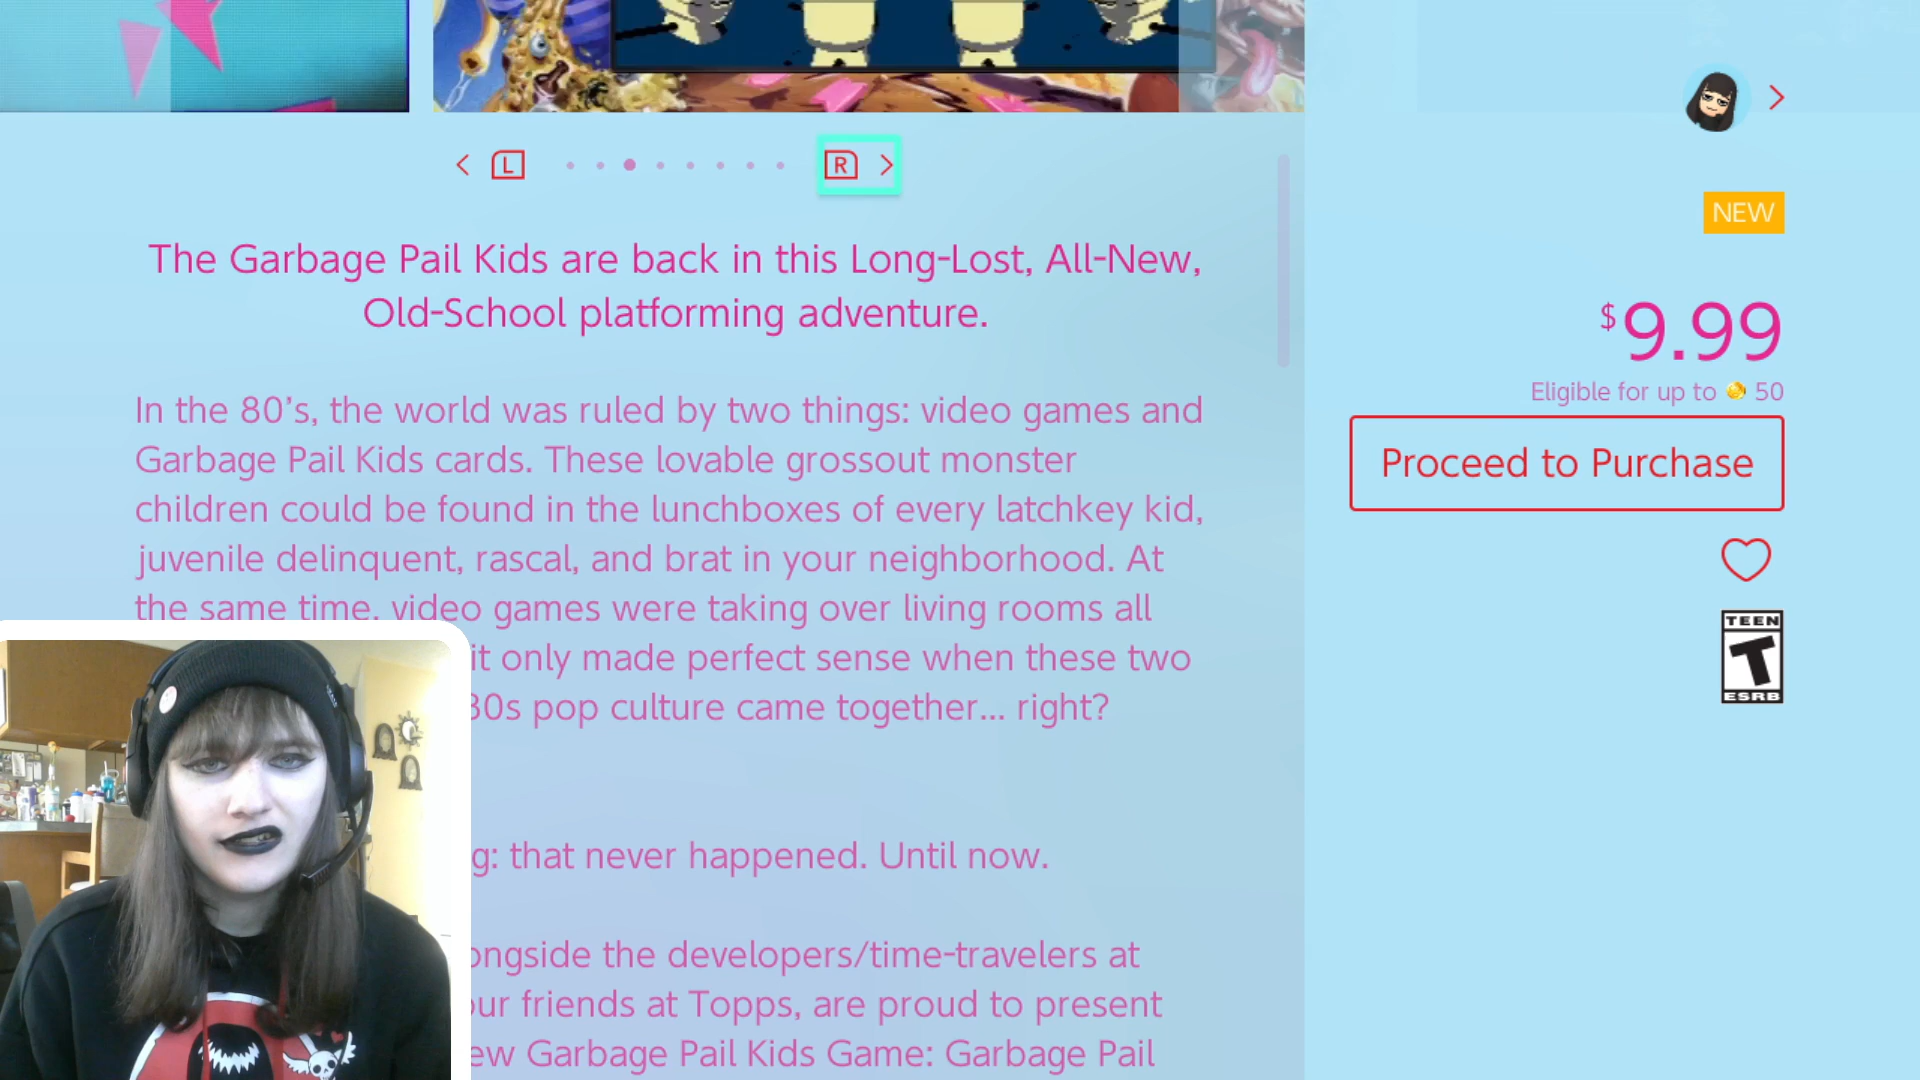 L
R
The Garbage Pail Kids are back in this Long-Lost, All-New,
Old-School platforming adventure.
In the 80's, the world was ruled by two things: video games and
Garbage Pail Kids cards. These lovable grossout monster
children could be found in the lunchboxes of every latchkey kid,
juvenile delinquent, rascal, and brat in your neighborhood. At
the same time, video games were taking over living rooms all
it only made perfect sense when these two
80s pop culture came together... right?
g: that never happened. Until now.
ongside the developers/time-travelers at
our friends at Topps, are proud to present
ew Garbage Pail Kids Game: Garbage Pail
NEW
$9.99
Eligible for up to 50
Proceed to Purchase
TEEN
T
ESRB